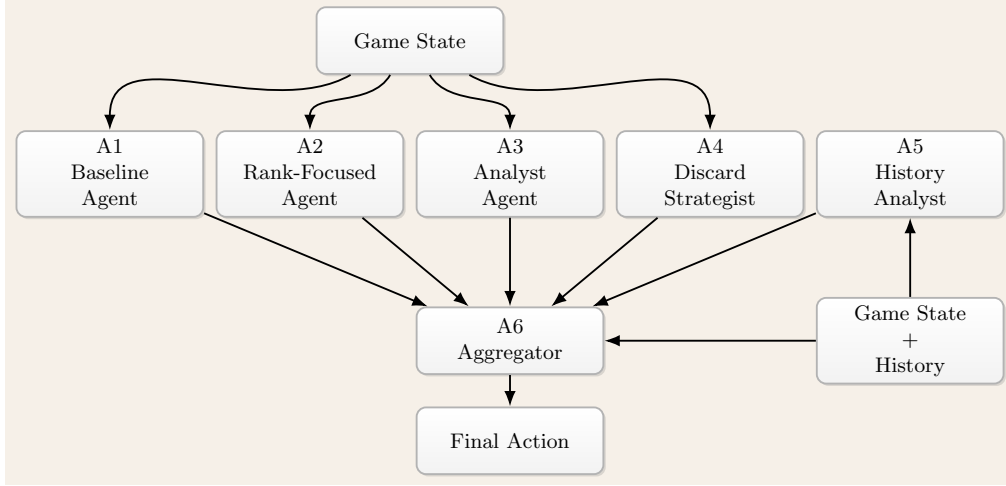 Game State
A1
Baseline
Agent
A2
Rank-Focused
Agent
A3
Analyst
Agent
A4
Discard
Strategist
A5
History
Analyst
A6
Aggregator
Game State
+
History
Final Action